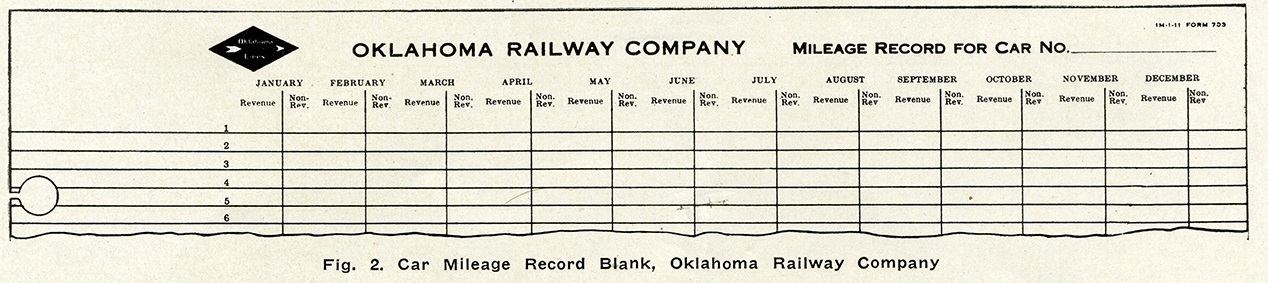 1M-1-11 FORM 703
Oklahoma
Lines
OKLAHOMA RAILWAY COMPANY MILEAGE RECORD FOR CAR NO.
JANUARY FEBRUARY MARCH APRIL MAY JUNE JULY AUGUST SEPTEMBER OCTOBER NOVEMBER DECEMBER
Revenue Non-Rev. Revenue Non-Rev. Revenue Non.Rev. Revenue Non.Rev. Revenue Non.Rev. Revenue Non.Rev. Revenue Non.Rev. Revenue Non.Rev Revenue Non.Rev. Revenue Non.Rev. Revenue Non.Rev. Revenue Non.Rev
1
2
3
4
5
6
Fig. 2. Car Mileage Record Blank, Oklahoma Railway Company